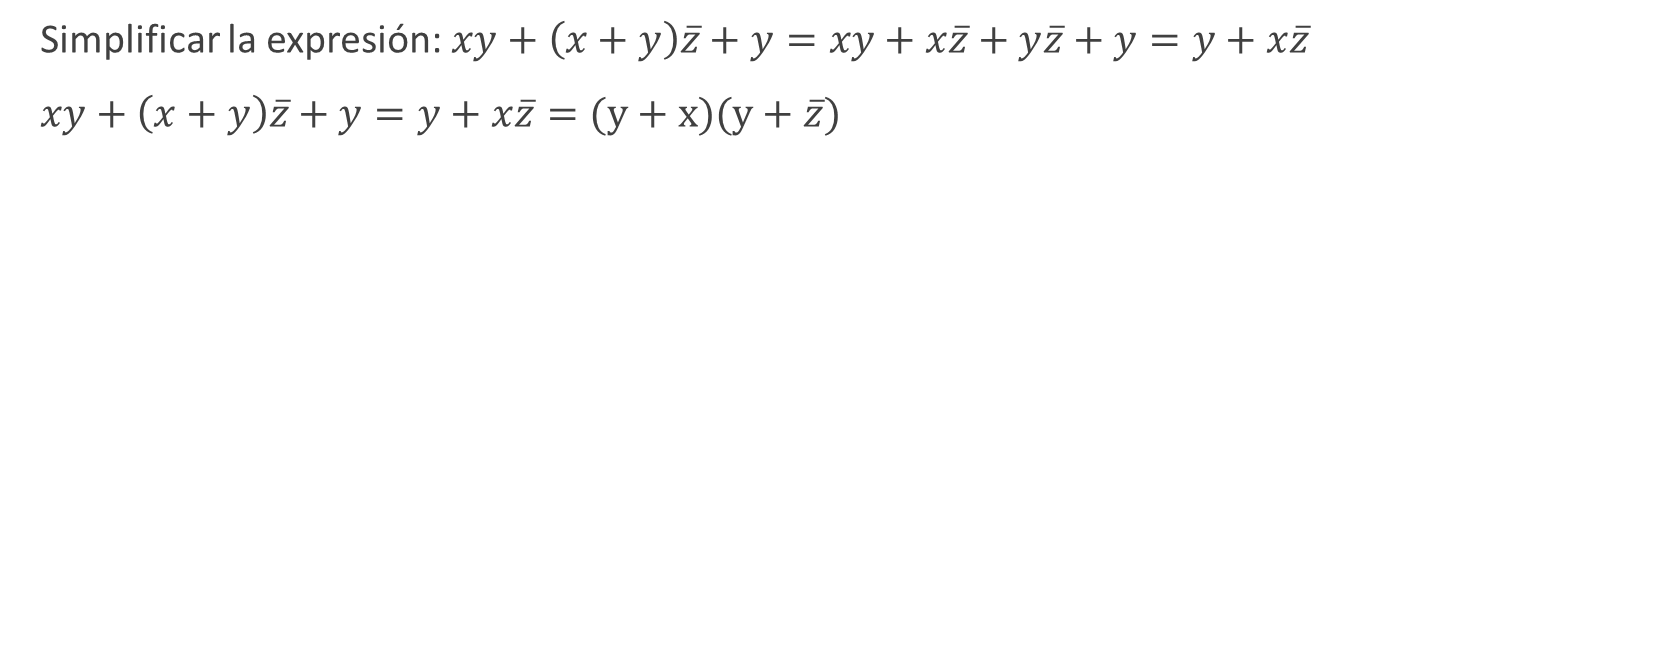 Simplificar la expresión: xy + (x + y)z̄ + y = xy + xz̄ + yz̄ + y = y + xz̄
xy + (x + y)z̄ + y = y + xz̄ = (y + x)(y + z̄)